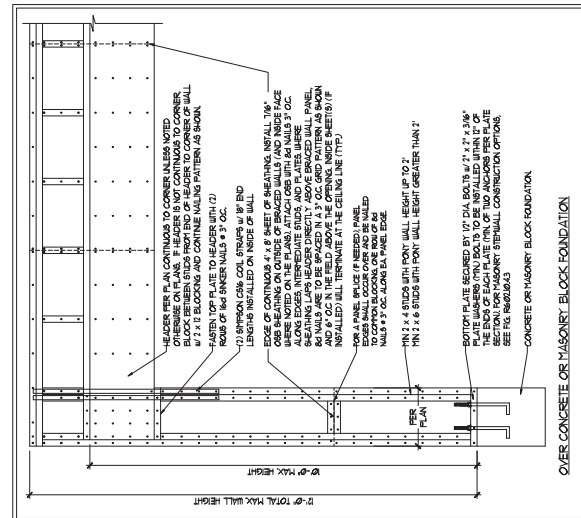 HEADER PER PLAN CONTINUOUS TO CORNER UNLESS NOTED
OTHERWISE ON PLANS. IF HEADER IS NOT CONTINUOUS TO CORNER,
BLOCK BETWEEN STUDS FROM END OF HEADER TO CORNER OF WALL
W/ 2 X 12 BLOCKING AND CONTINUE NAILING PATTERN AS SHOWN.
FASTEN TOP PLATE TO HEADER WITH (2)
ROWS OF 16d SINKER NAILS @ 3" O.C.
(2) SIMPSON CS16 COIL STRAPS W/ 18" END
LENGTHS INSTALLED ON INSIDE OF WALL
EDGE OF CONTINUOUS 4' x 8' SHEET OF SHEATHING. INSTALL 7/16"
OSB SHEATHING ON OUTSIDE OF BRACED WALLS (AND INSIDE FACE
WHERE NOTED ON THE PLANS). ATTACH OSB WITH 8d NAILS 3" O.C.
ALONG EDGES, INTERMEDIATE STUDS, AND PLATES. WHERE
SHEATHING LAPS HEADER DIRECTLY ABOVE BRACED WALL PANEL,
8d NAILS ARE TO BE SPACED IN A 3" O.C. GRID PATTERN AS SHOWN
AND 6" O.C. IN THE FIELD ABOVE THE OPENING. INSIDE SHEET(S) (IF
INSTALLED) WILL TERMINATE AT THE CEILING LINE (TYP.)
FOR A PANEL SPLICE (IF NEEDED), PANEL
EDGES SHALL OCCUR OVER AND BE NAILED
TO COMMON BLOCKING. ONE ROW OF 8d
NAILS @ 3" O.C. ALONG EA. PANEL EDGE.
MIN 2 x 4 STUDS WITH PONY WALL HEIGHT UP TO 2'
MIN 2 x 6 STUDS WITH PONY WALL HEIGHT GREATER THAN 2'
BOTTOM PLATE SECURED BY 1/2" DIA. BOLTS W/ 2" x 2" x 3/16"
PLATE WASHERS (MIN.) BOLTS TO BE INSTALLED WITHIN 12" OF
THE ENDS OF EACH PLATE (MIN. OF TWO ANCHORS PER PLATE
SECTION). FOR MASONRY STEMWALL CONSTRUCTION OPTIONS,
SEE FIG. R602.10.4.3
CONCRETE OR MASONRY BLOCK FOUNDATION
PER
PLAN
10'-0" MAX. HEIGHT
12'-0" TOTAL MAX. WALL HEIGHT
OVER CONCRETE OR MASONRY BLOCK FOUNDATION